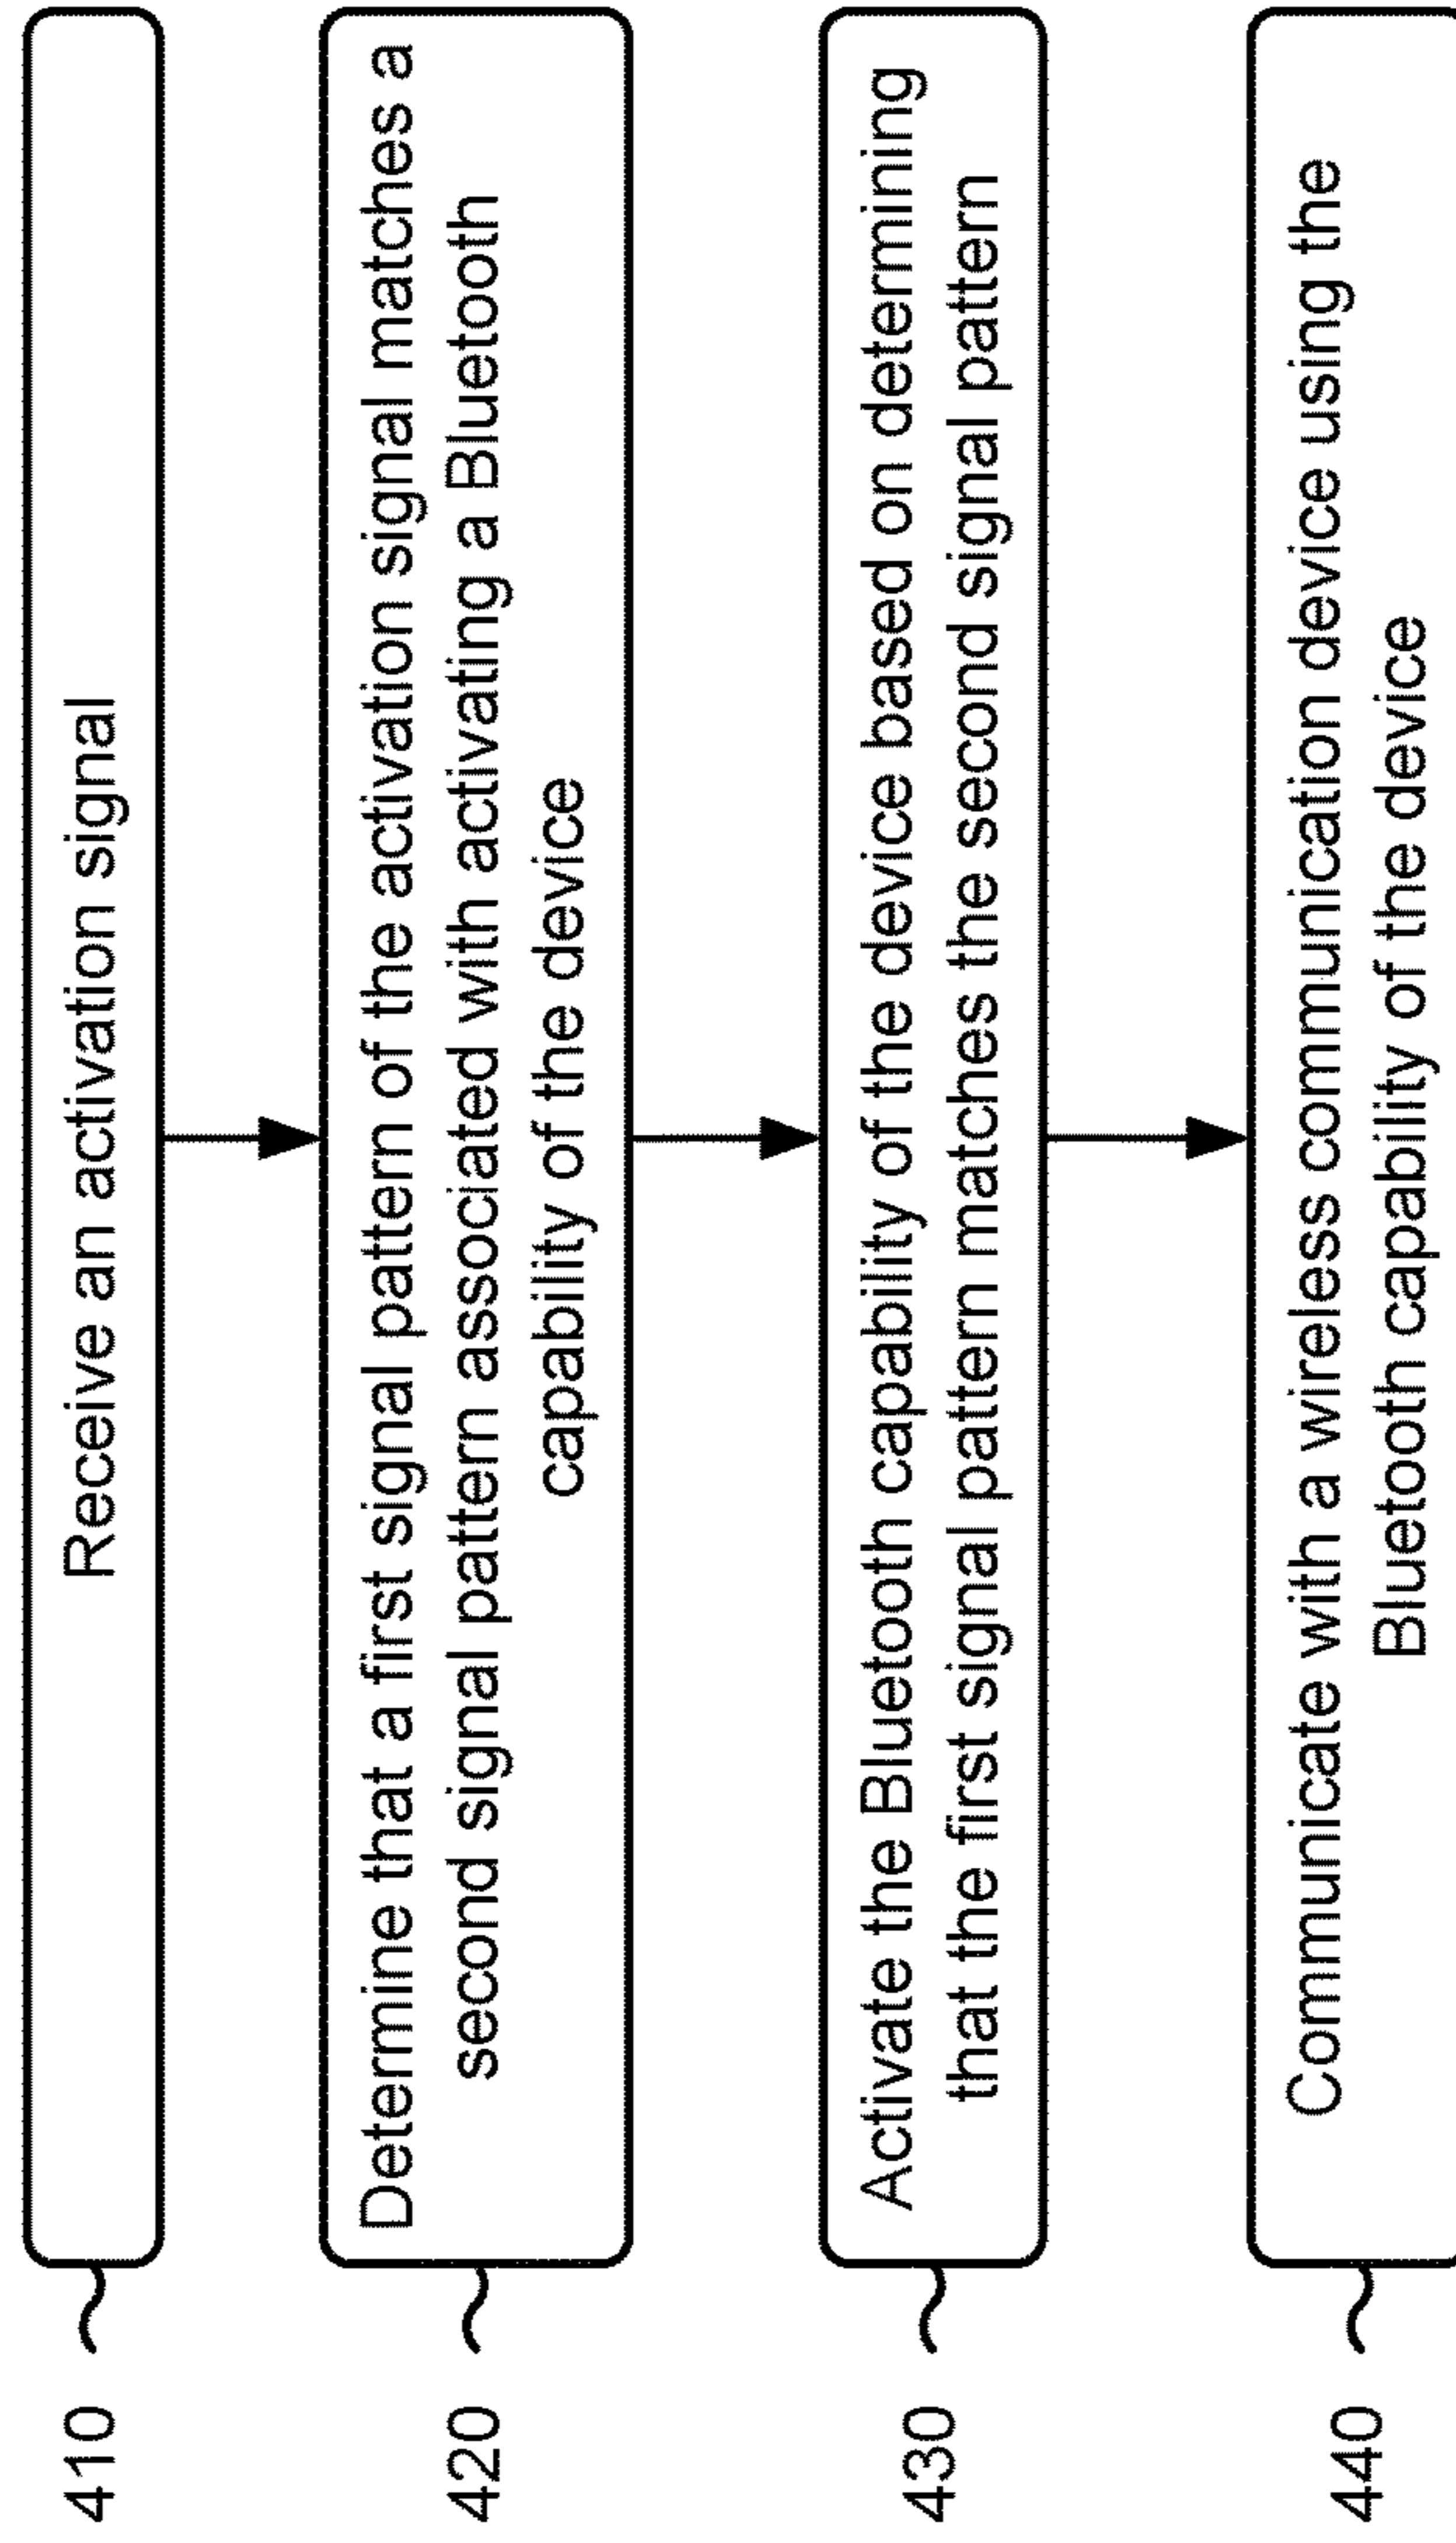 410
Receive an activation signal
420
Determine that a first signal pattern of the activation signal matches a
second signal pattern associated with activating a Bluetooth
capability of the device
430
Activate the Bluetooth capability of the device based on determining
that the first signal pattern matches the second signal pattern
440
Communicate with a wireless communication device using the
Bluetooth capability of the device